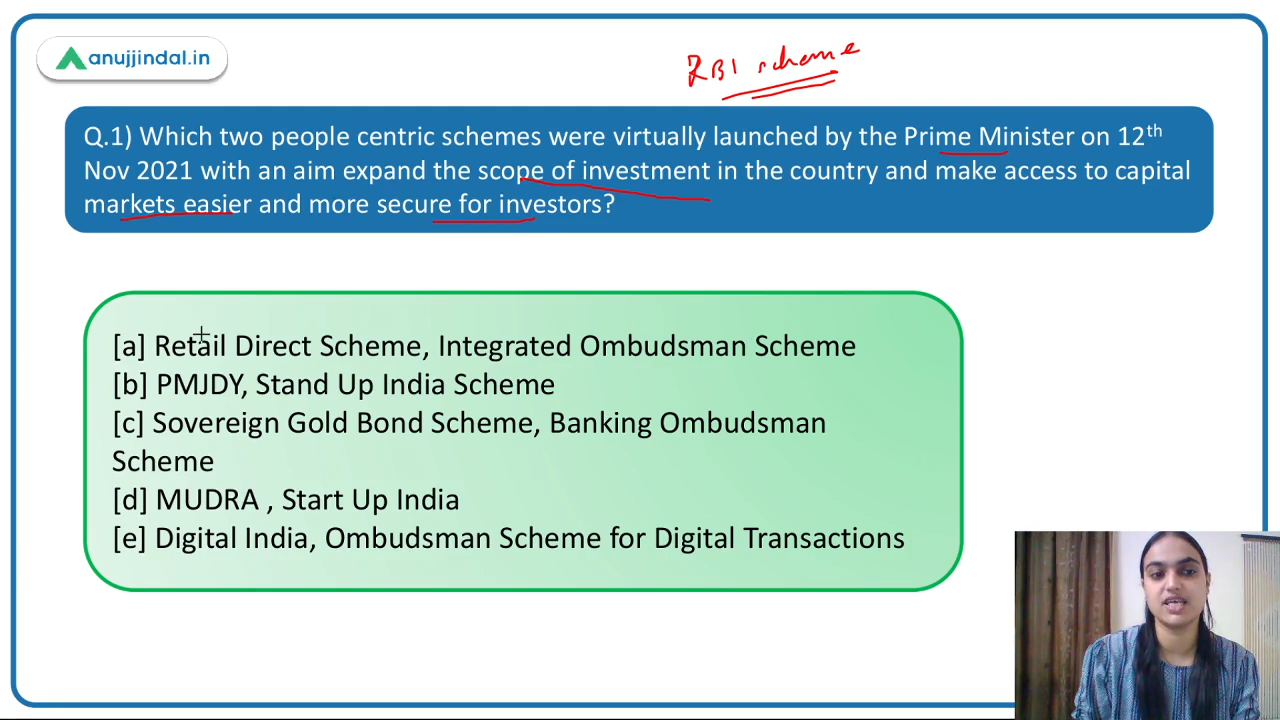 anujjindal.in
RBI scheme
Q.1) Which two people centric schemes were virtually launched by the Prime Minister on 12th
Nov 2021 with an aim expand the scope of investment in the country and make access to capital
markets easier and more secure for investors?
[a] Retail Direct Scheme, Integrated Ombudsman Scheme
[b] PMJDY, Stand Up India Scheme
[c] Sovereign Gold Bond Scheme, Banking Ombudsman
Scheme
[d] MUDRA , Start Up India
[e] Digital India, Ombudsman Scheme for Digital Transactions